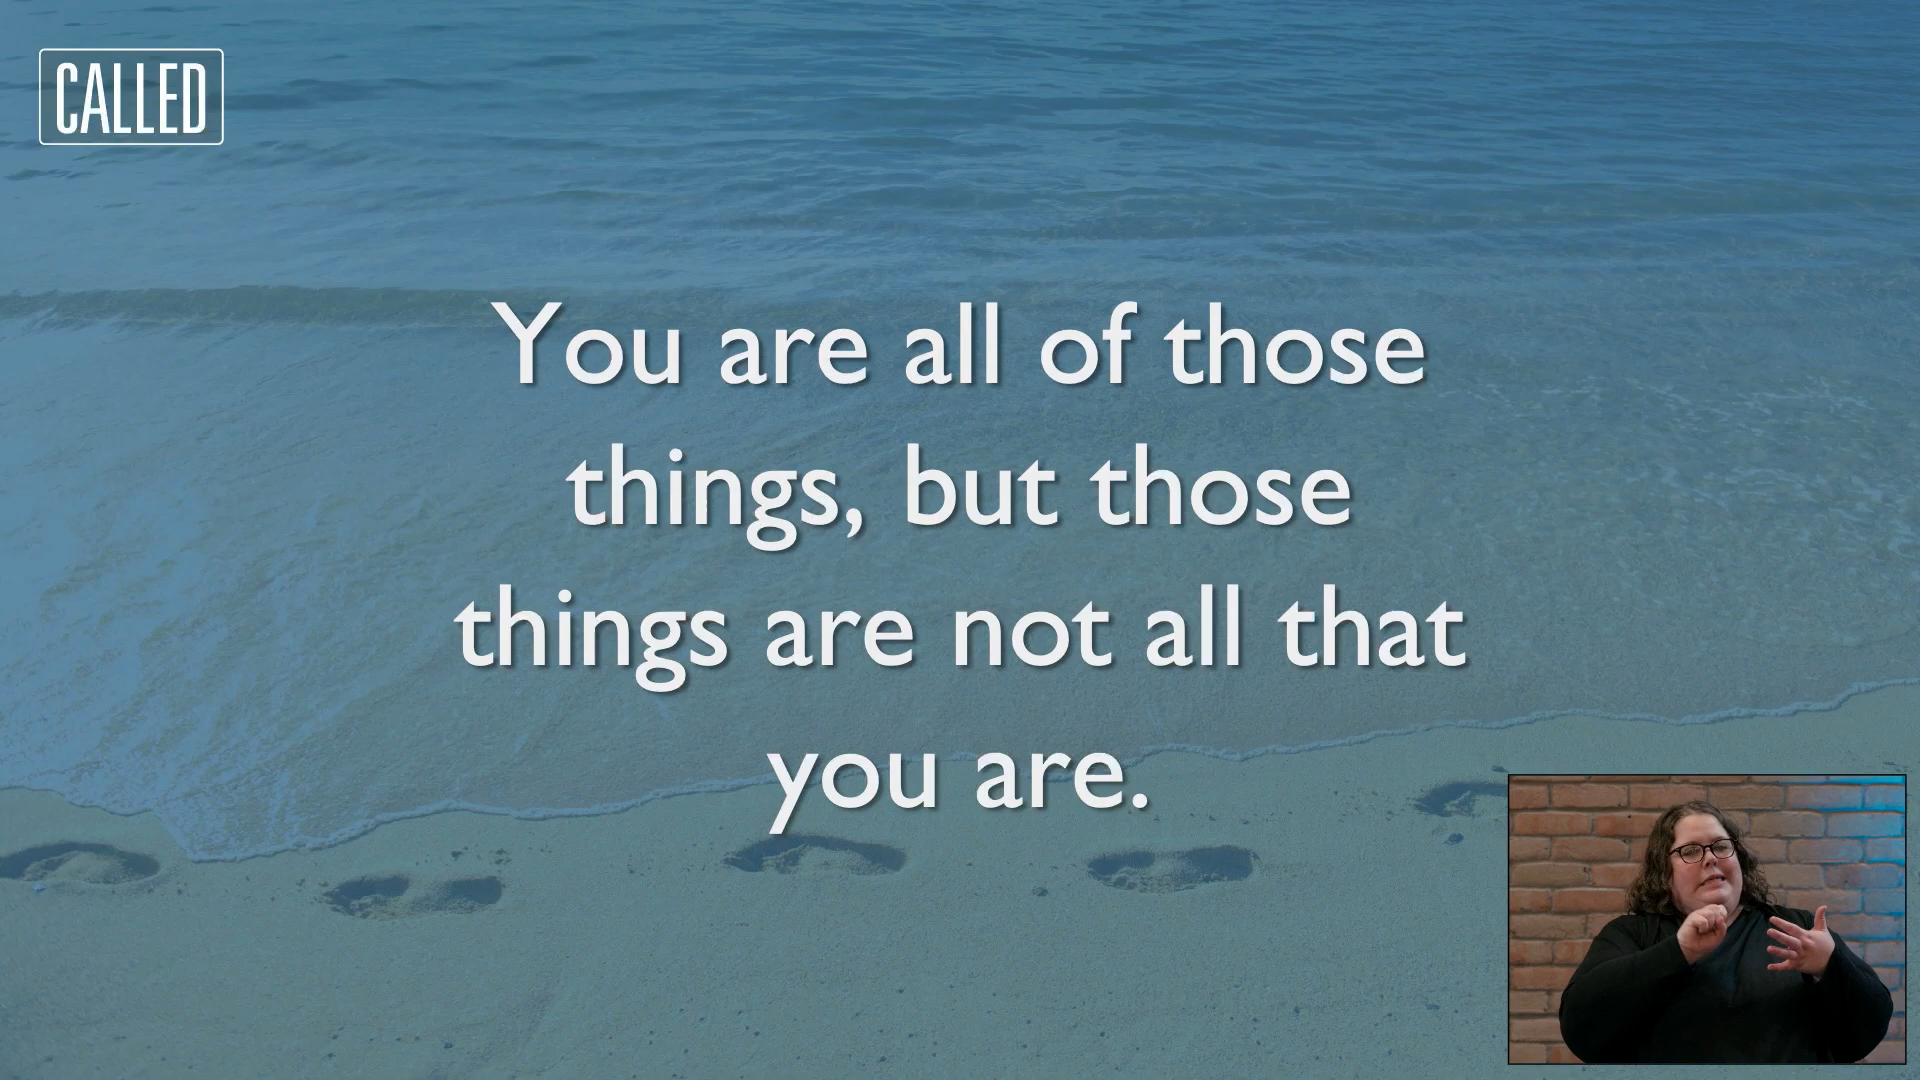 CALLED
You are all of those
things, but those
things are not all that
you are.